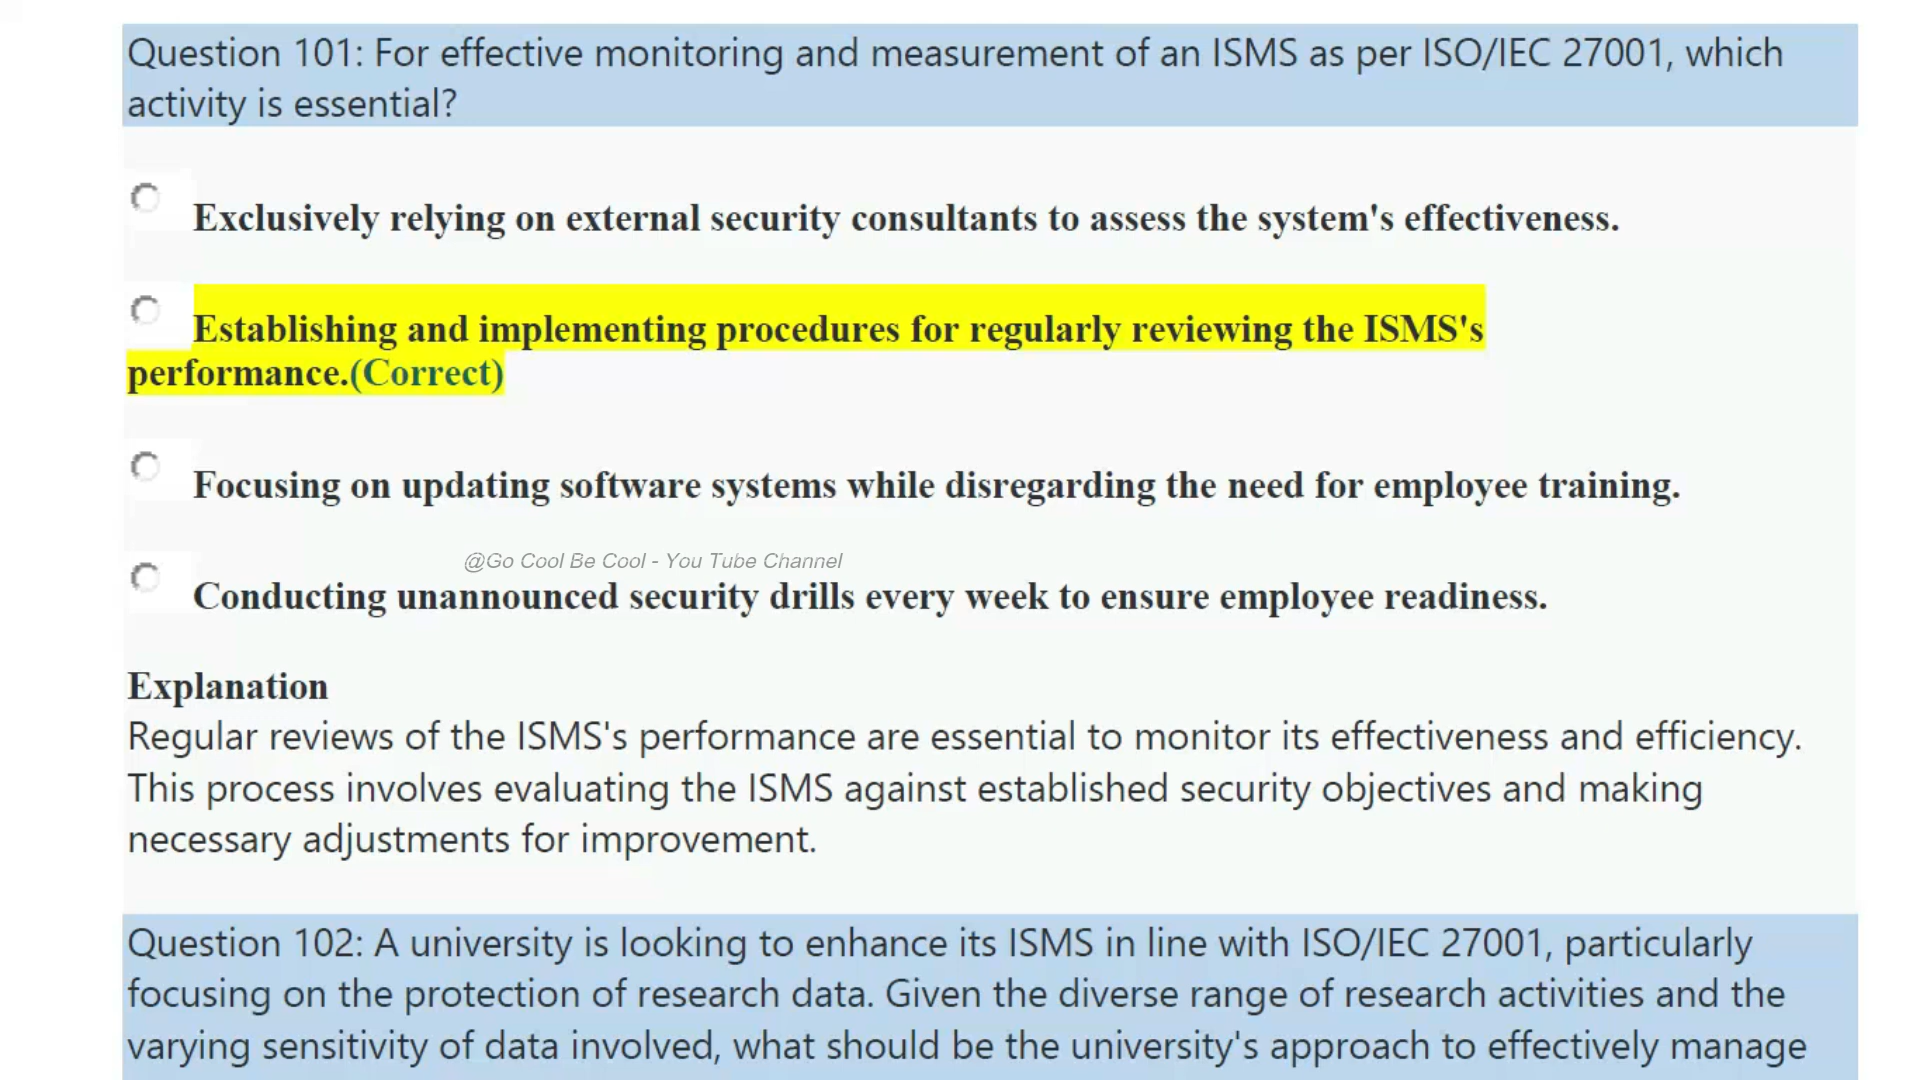 Question 101: For effective monitoring and measurement of an ISMS as per ISO/IEC 27001, which
activity is essential?
Exclusively relying on external security consultants to assess the system's effectiveness.
Establishing and implementing procedures for regularly reviewing the ISMS's
performance.(Correct)
Focusing on updating software systems while disregarding the need for employee training.
@Go Cool Be Cool - You Tube Channel
Conducting unannounced security drills every week to ensure employee readiness.
Explanation
Regular reviews of the ISMS's performance are essential to monitor its effectiveness and efficiency.
This process involves evaluating the ISMS against established security objectives and making
necessary adjustments for improvement.
Question 102: A university is looking to enhance its ISMS in line with ISO/IEC 27001, particularly
focusing on the protection of research data. Given the diverse range of research activities and the
varying sensitivity of data involved, what should be the university's approach to effectively manage